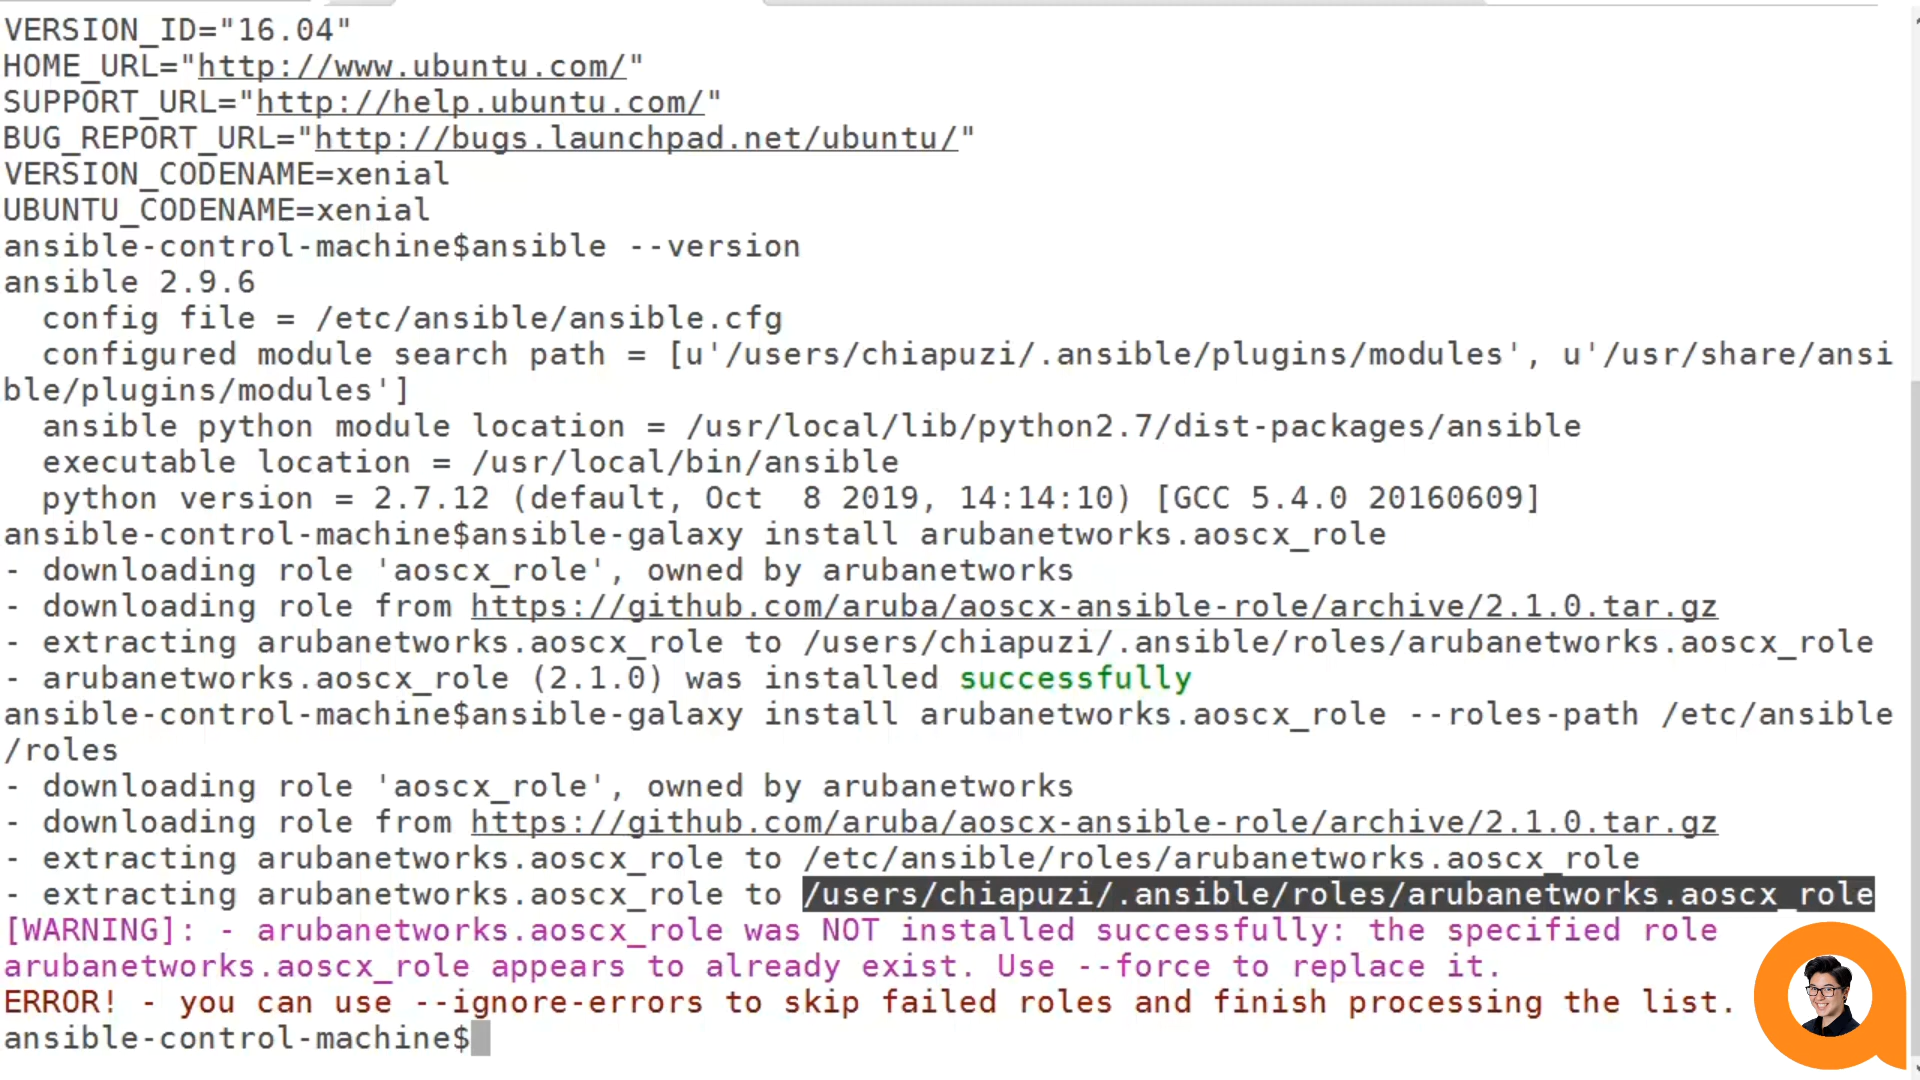 VERSION_ID="16.04"
HOME_URL="http://www.ubuntu.com/"
SUPPORT_URL="http://help.ubuntu.com/"
BUG_REPORT_URL="http://bugs.launchpad.net/ubuntu/"
VERSION_CODENAME=xenial
UBUNTU_CODENAME=xenial
ansible-control-machine$ansible --version
ansible 2.9.6
  config file = /etc/ansible/ansible.cfg
  configured module search path = [u'/users/chiapuzi/.ansible/plugins/modules', u'/usr/share/ansi
ble/plugins/modules']
  ansible python module location = /usr/local/lib/python2.7/dist-packages/ansible
  executable location = /usr/local/bin/ansible
  python version = 2.7.12 (default, Oct  8 2019, 14:14:10) [GCC 5.4.0 20160609]
ansible-control-machine$ansible-galaxy install arubanetworks.aoscx_role
- downloading role 'aoscx_role', owned by arubanetworks
- downloading role from https://github.com/aruba/aoscx-ansible-role/archive/2.1.0.tar.gz
- extracting arubanetworks.aoscx_role to /users/chiapuzi/.ansible/roles/arubanetworks.aoscx_role
- arubanetworks.aoscx_role (2.1.0) was installed successfully
ansible-control-machine$ansible-galaxy install arubanetworks.aoscx_role --roles-path /etc/ansible
/roles
- downloading role 'aoscx_role', owned by arubanetworks
- downloading role from https://github.com/aruba/aoscx-ansible-role/archive/2.1.0.tar.gz
- extracting arubanetworks.aoscx_role to /etc/ansible/roles/arubanetworks.aoscx_role
- extracting arubanetworks.aoscx_role to /users/chiapuzi/.ansible/roles/arubanetworks.aoscx_role
[WARNING]: - arubanetworks.aoscx_role was NOT installed successfully: the specified role
arubanetworks.aoscx_role appears to already exist. Use --force to replace it.
ERROR! - you can use --ignore-errors to skip failed roles and finish processing the list.
ansible-control-machine$